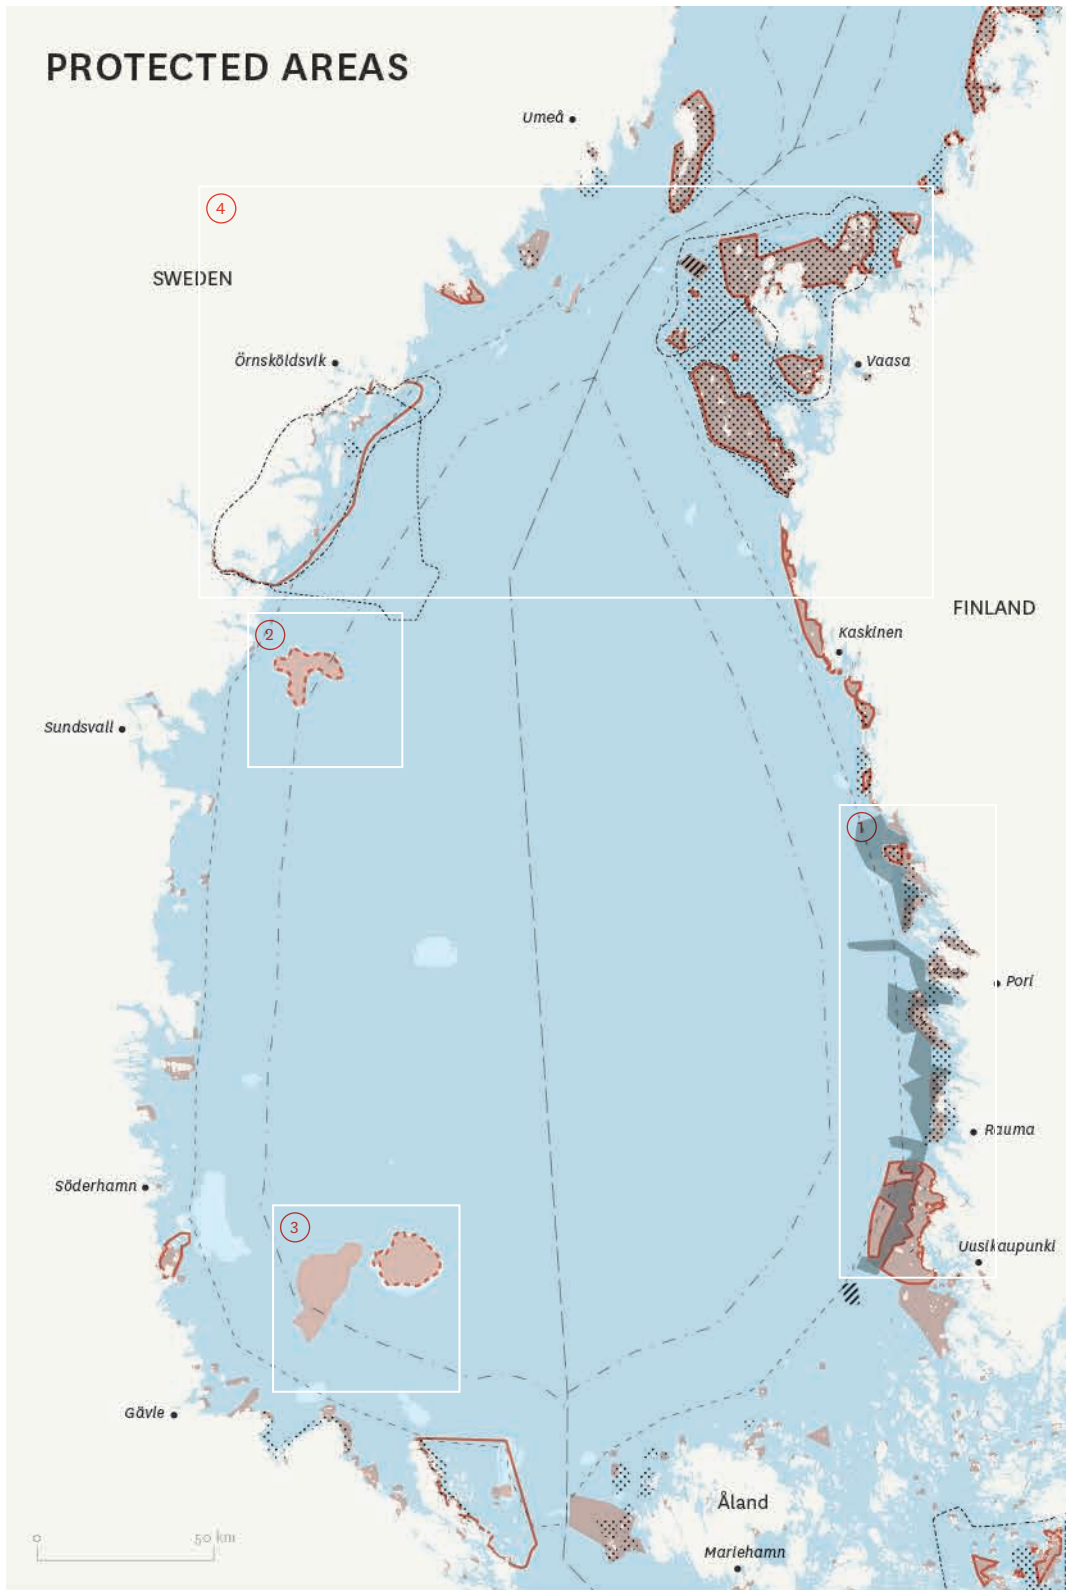 PROTECTED AREAS
Umeå
4
SWEDEN
Örnsköldsvik
Vaasa
FINLAND
2
Kaskinen
Sundsvall
1
Pori
Rauma
Söderhamn
3
Uusikaupunki
Gävle
Åland
0 50 km
Mariehamn